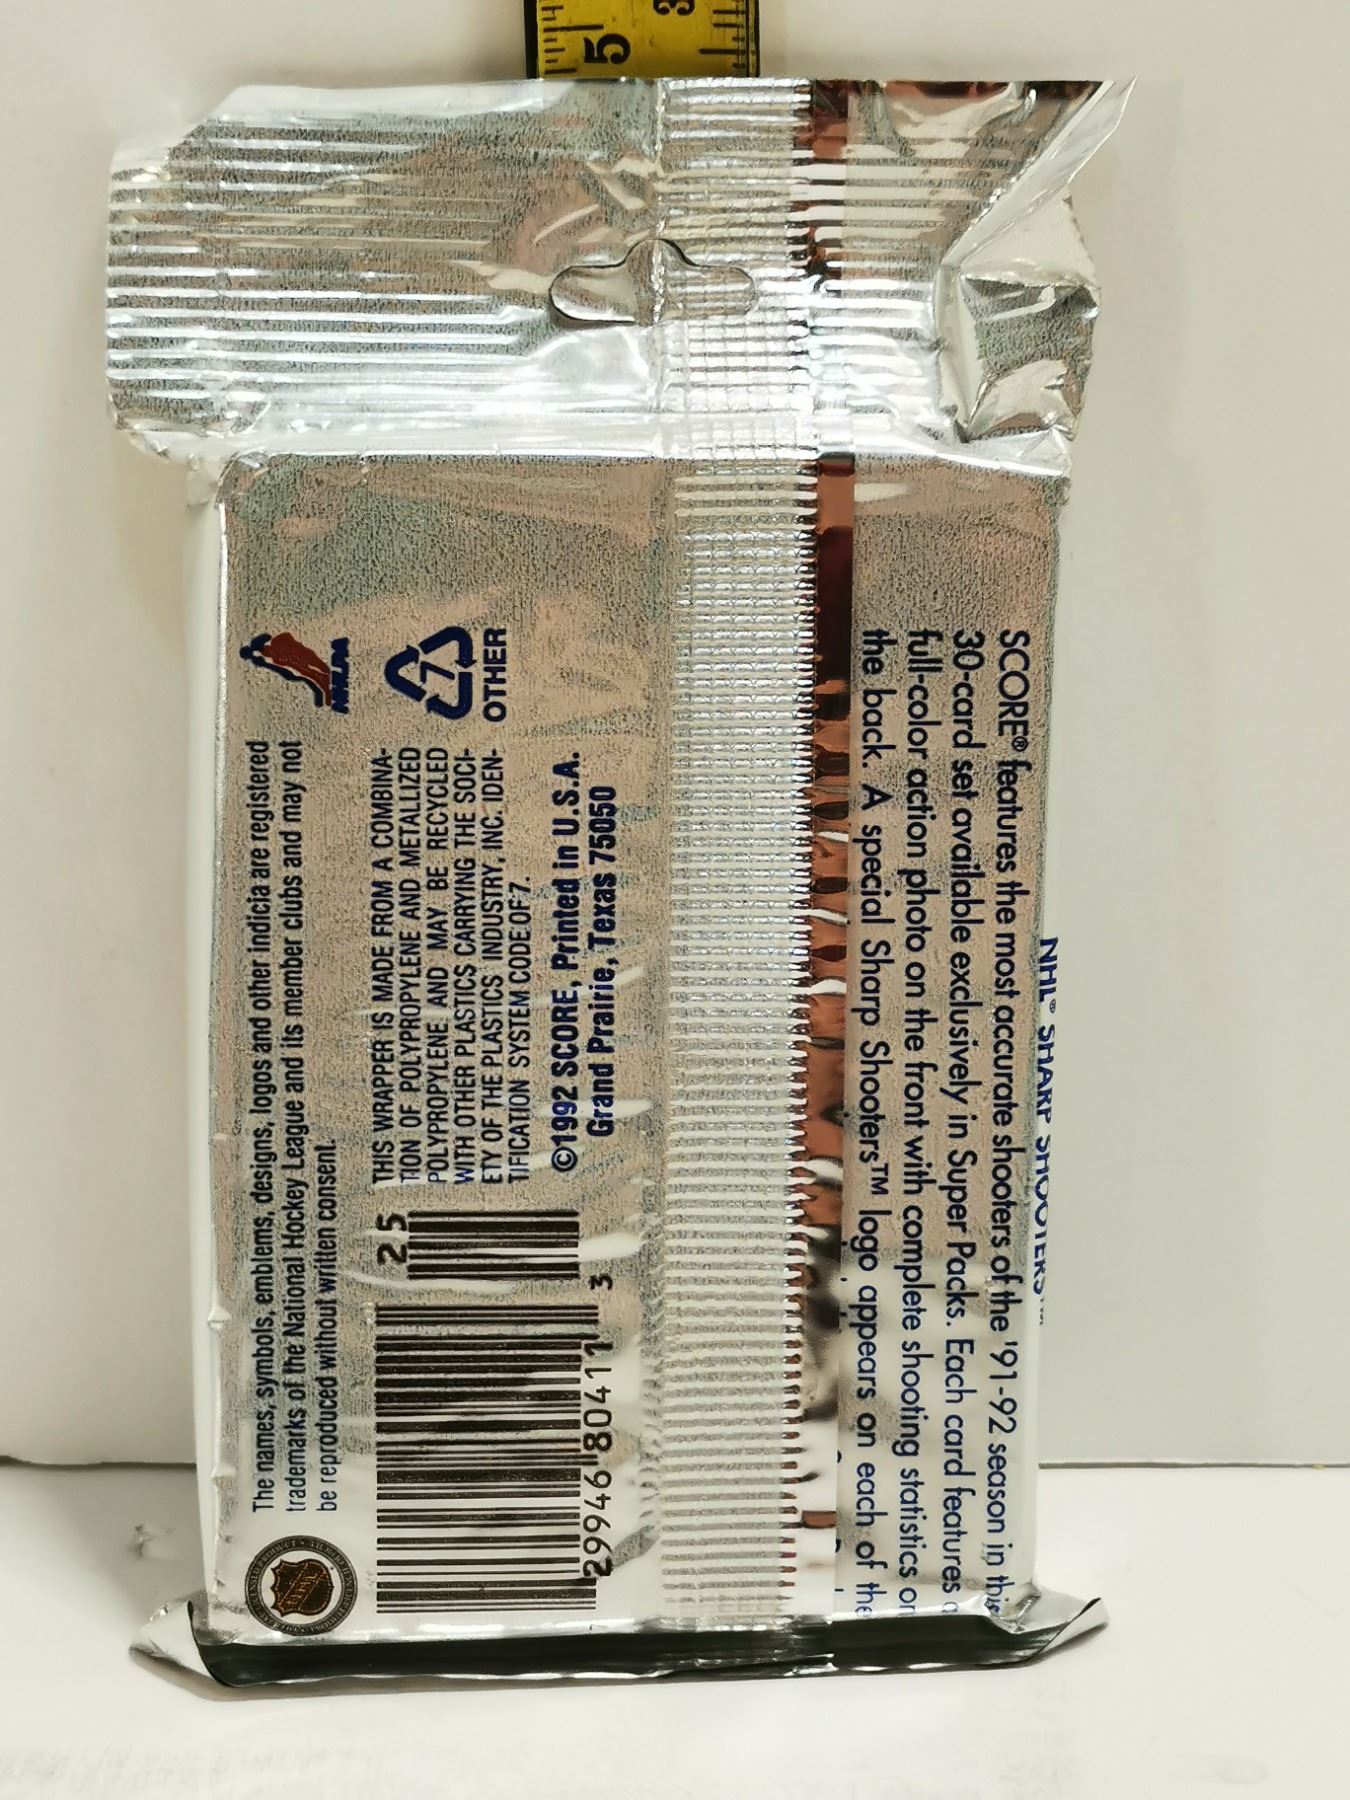 5
3
NHL® SHARP SHOOTERS™
SCORE® features the most accurate shooters of the '91-92 season in this
30-card set available exclusively in Super Packs. Each card features a
full-color action photo on the front with complete shooting statistics on
the back. A special Sharp Shooters™ logo appears on each of the
The names, symbols, emblems, designs, logos and other indicia are registered
trademarks of the National Hockey League and its member clubs and may not
be reproduced without written consent.
NHLPA
7
OTHER
THIS WRAPPER IS MADE FROM A COMBINA-
TION OF POLYPROPYLENE AND METALLIZED
POLYPROPYLENE AND MAY BE RECYCLED
WITH OTHER PLASTICS CARRYING THE SOCI-
ETY OF THE PLASTICS INDUSTRY, INC. IDEN-
TIFICATION SYSTEM CODE OF 7.
©1992 SCORE, Printed in U.S.A.
Grand Prairie, Texas 75050
25
29946 80411 3
NHL